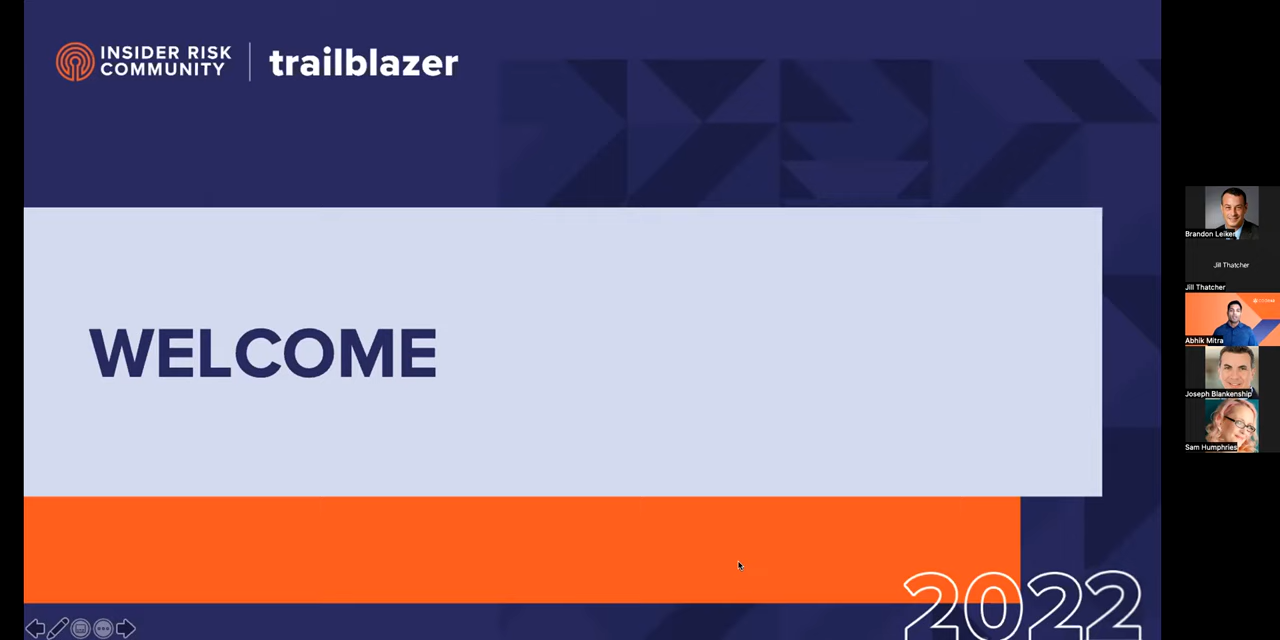 INSIDER RISK
COMMUNITY
trailblazer
WELCOME
2022
Brandon Leiker
Jill Thatcher
Jill Thatcher
Abhik Mitra
Joseph Blankenship
Sam Humphries